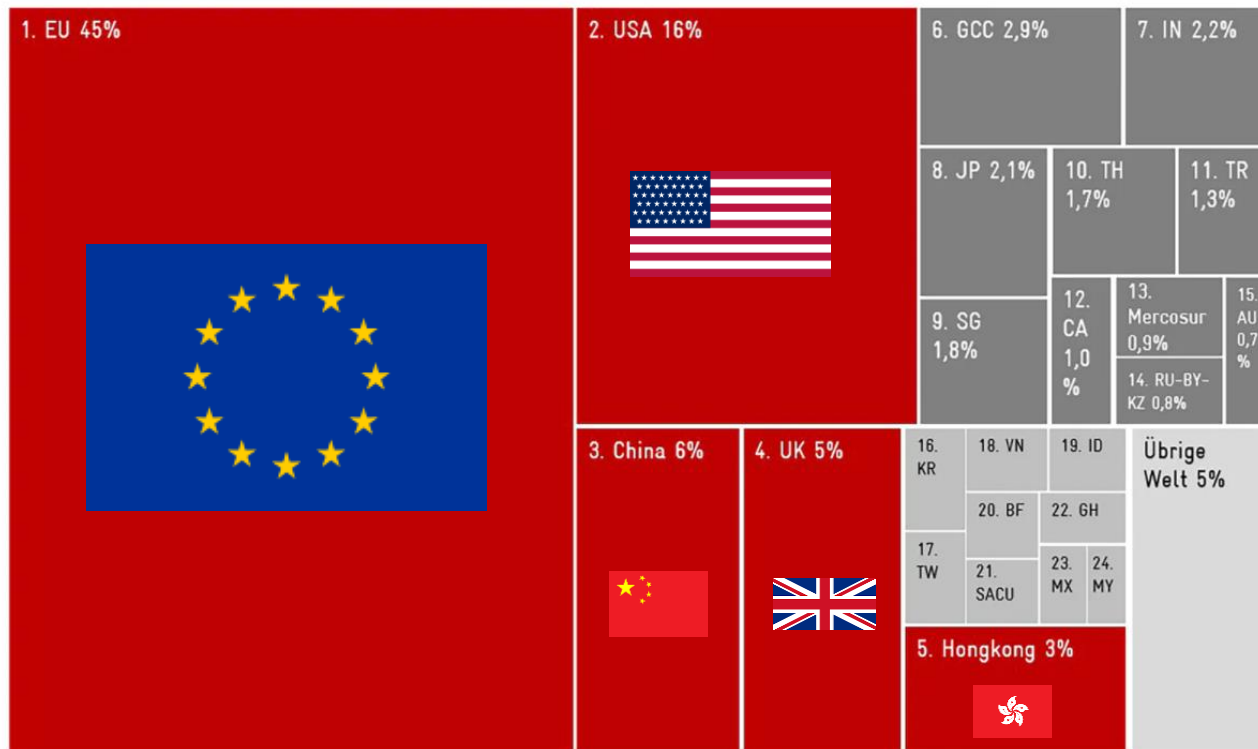 1. EU 45%
2. USA 16%
6. GCC 2,9%
7. IN 2,2%
8. JP 2,1%
10. TH
1,7%
11. TR
1,3%
9. SG
1,8%
12.
CA
1,0
%
13.
Mercosur
0,9%
14. RU-BY-
KZ 0,8%
15.
AU
0,7
%
3. China 6%
4. UK 5%
16.
KR
17.
TW
18. VN
19. ID
20. BF
22. GH
21.
SACU
23.
MX
24.
MY
5. Hongkong 3%
Übrige
Welt 5%